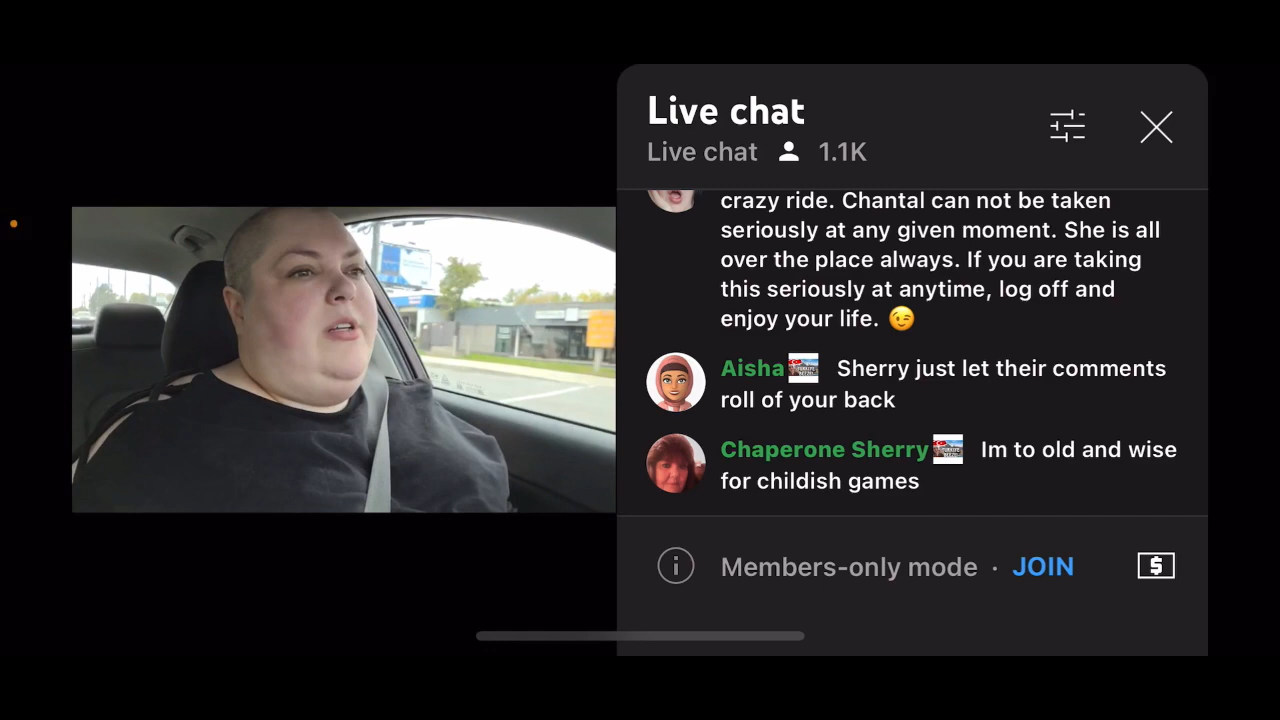 Live chat
Live chat 1.1K
crazy ride. Chantal can not be taken
seriously at any given moment. She is all
over the place always. If you are taking
this seriously at anytime, log off and
enjoy your life. 😉
Aisha Sherry just let their comments
roll of your back
Chaperone Sherry Im to old and wise
for childish games
Members-only mode · JOIN